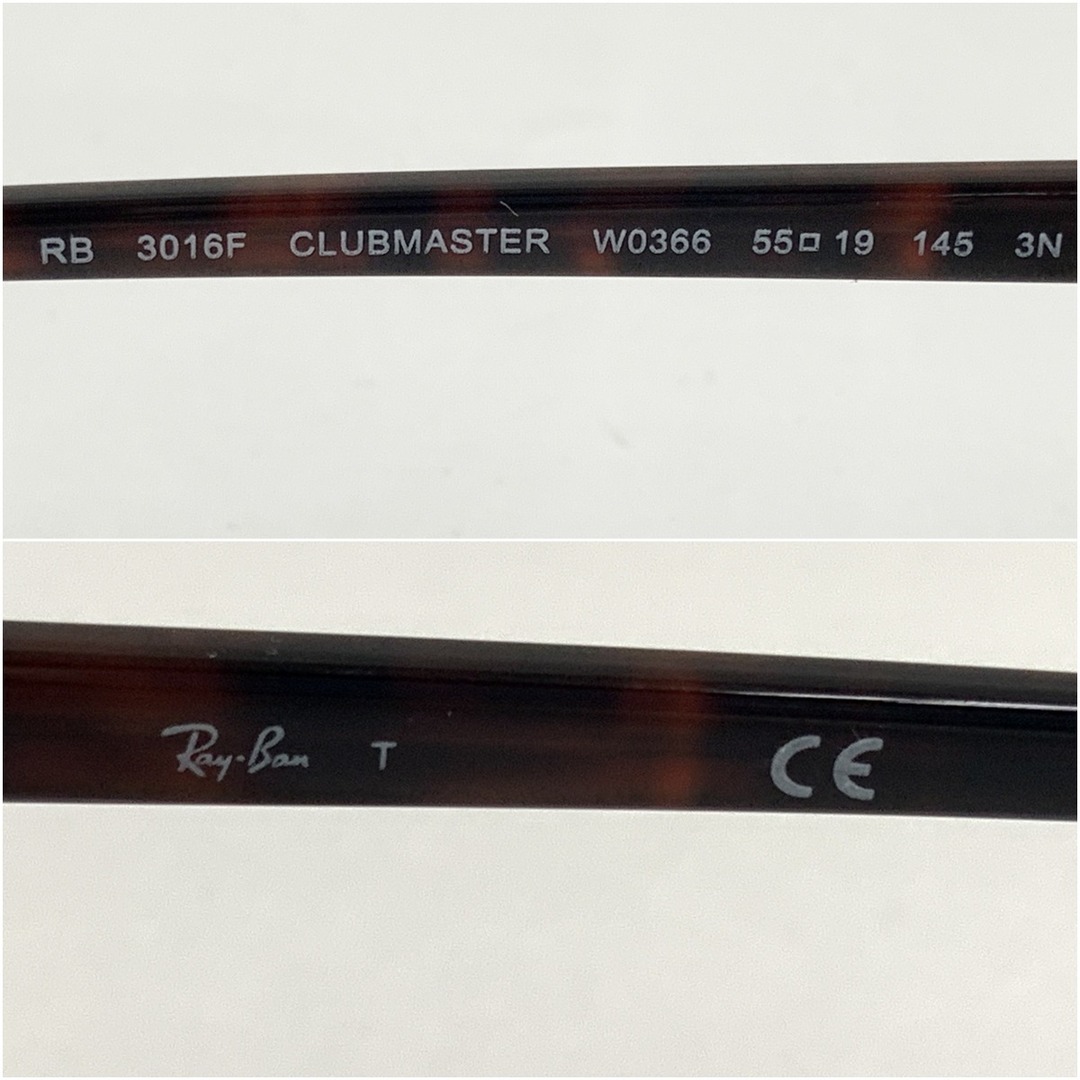 RB 3016F CLUBMASTER W0366 55□19 145 3N
Ray-Ban T CE